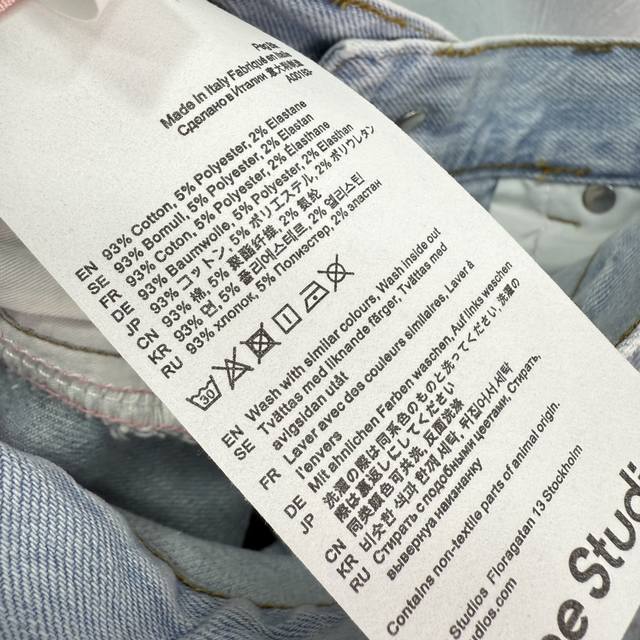 Made in Italy Fabriqué en Italie
Сделано в Италии
EN 93% Cotton, 5% Polyester, 2% Elastane
SE 93% Bomull, 5% Polyester, 2% Elastan
FR 93% Coton, 5% Polyester, 2% Élasthane
DE 93% Baumwolle, 5% Polyester, 2% Elasthan
JP 93% コットン, 5% ポリエステル, 2% ポリウレタン
CN 93% 棉, 5% 聚酯纤维, 2% 氨纶
KR 93% 면, 5% 폴리에스터르, 2% 엘라스틴
RU 93% хлопок, 5% Полиэстер, 2% эластан
30
EN Wash with similar colours, Wash inside out
SE Tvättas med liknande färger, Tvättas med
avigsidan utåt
FR Laver avec des couleurs similaires, Laver à
l'envers
DE Mit ähnlichen Farben waschen, Auf links waschen
JP 洗濯の際は同系色のものと洗ってください, 洗濯の
際は裏返しにしてください
CN 同类颜色可共洗, 反面洗涤
KR 비슷한 색과 함께 세탁, 뒤집어서 세탁
RU Стирать с подобными цветами, Стирать,
вывернув наизнанку
Contains non-textile parts of animal origin.
Studios Floragatan 13 Stockholm
studios.com